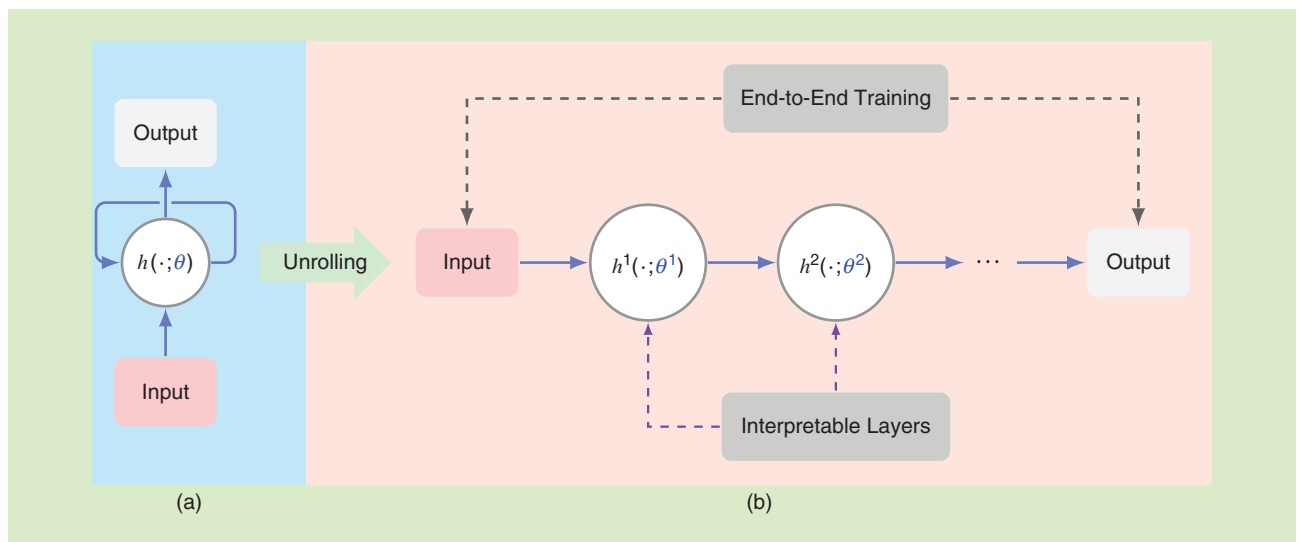 Output
h(·;θ)
Input
(a)
Unrolling
End-to-End Training
Input
h¹(·;θ¹)
h²(·;θ²)
···
Output
Interpretable Layers
(b)